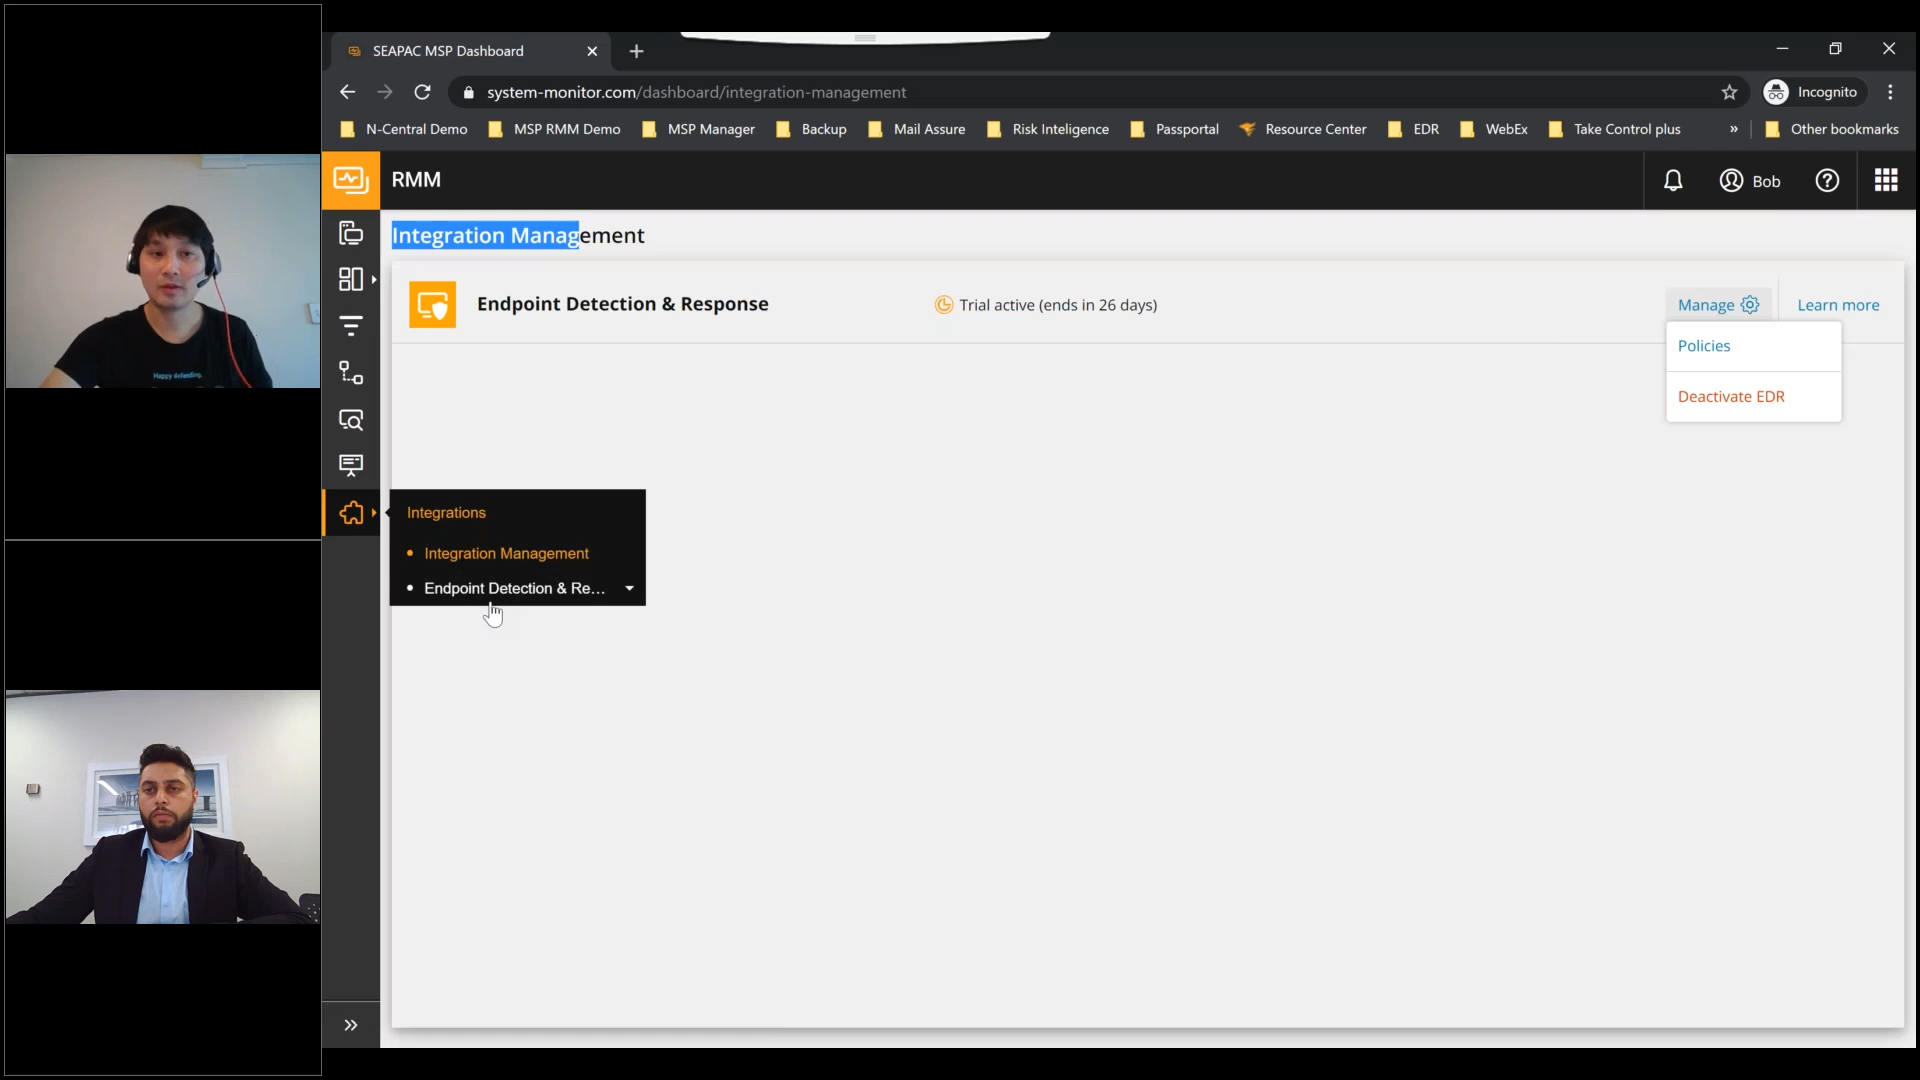 SEAPAC MSP Dashboard
system-monitor.com/dashboard/integration-management
Incognito
N-Central Demo
MSP RMM Demo
MSP Manager
Backup
Mail Assure
Risk Inteligence
Passportal
Resource Center
EDR
WebEx
Take Control plus
»
Other bookmarks
RMM
Bob
Integration Management
Endpoint Detection & Response
Trial active (ends in 26 days)
Manage
Learn more
Policies
Deactivate EDR
Happy defending.
Integrations
Integration Management
Endpoint Detection & Re...